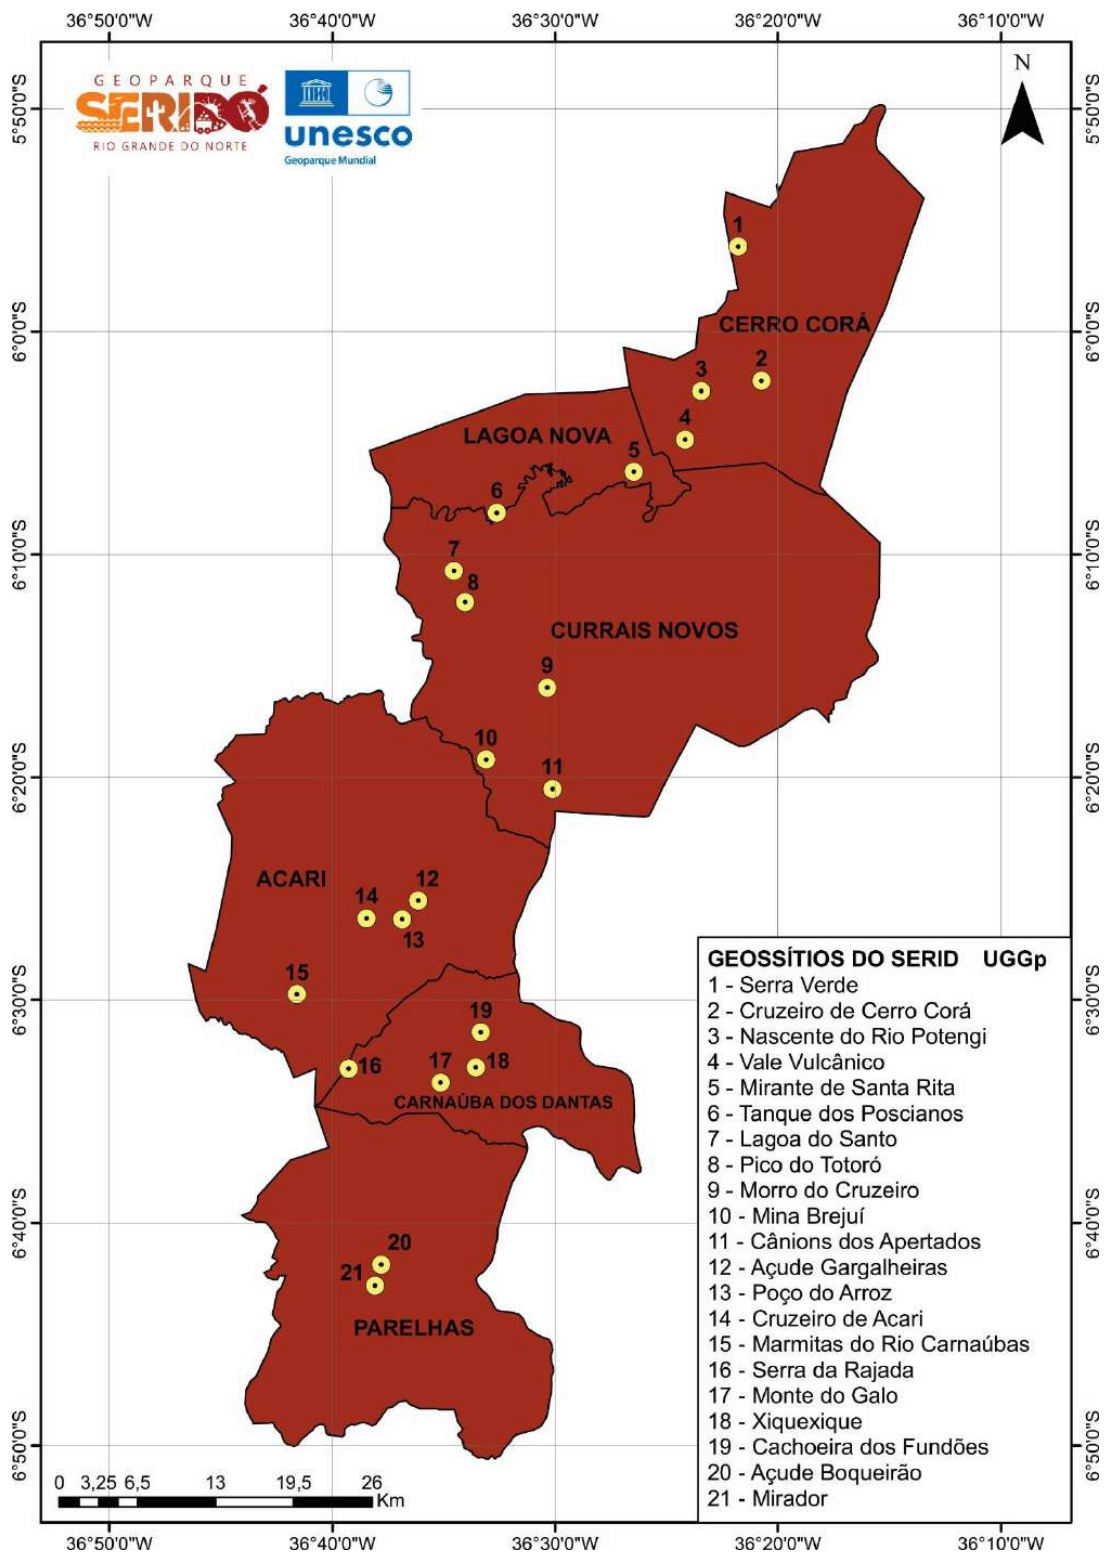 36°50'0"W 36°40'0"W 36°30'0"W 36°20'0"W 36°10'0"W
GEOPARQUE
SERIDÓ
RIO GRANDE DO NORTE
unesco
Geoparque Mundial
N
5°50'0"S 5°50'0"S
1
CERRO CORÁ
6°0'0"S 6°0'0"S
2
3
4
LAGOA NOVA
5
6
6°10'0"S 6°10'0"S
7
8
CURRAIS NOVOS
9
10
11
6°20'0"S 6°20'0"S
ACARI
12
14
13
15
6°30'0"S 6°30'0"S
19
16
17
18
CARNAÚBA DOS DANTAS
6°40'0"S 6°40'0"S
20
21
PARELHAS
6°50'0"S 6°50'0"S
GEOSSÍTIOS DO SERID UGGp
1 - Serra Verde
2 - Cruzeiro de Cerro Corá
3 - Nascente do Rio Potengi
4 - Vale Vulcânico
5 - Mirante de Santa Rita
6 - Tanque dos Poscianos
7 - Lagoa do Santo
8 - Pico do Totoró
9 - Morro do Cruzeiro
10 - Mina Brejuí
11 - Cânions dos Apertados
12 - Açude Gargalheiras
13 - Poço do Arroz
14 - Cruzeiro de Acari
15 - Marmitas do Rio Carnaúbas
16 - Serra da Rajada
17 - Monte do Galo
18 - Xiquexique
19 - Cachoeira dos Fundões
20 - Açude Boqueirão
21 - Mirador
0 3,25 6,5 13 19,5 26
Km
36°50'0"W 36°40'0"W 36°30'0"W 36°20'0"W 36°10'0"W